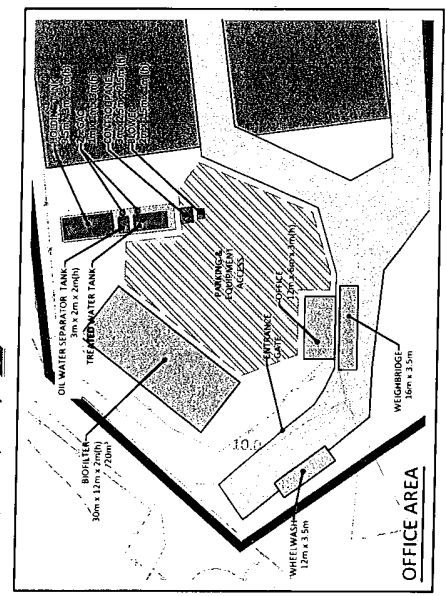 OIL WATER SEPARATOR TANK
3m x 2m x 2m(h)
TREATED WATER TANK
BIOFILTER
30m x 12m x 2m(h)
/20m³
PARKING &
EQUIPMENT
ACCESS
OFFICE
12m x 6m x 3m(h)
ENTRANCE
GATE
10.0
WHEELWASH
12m x 3.5m
WEIGHBRIDGE
16m x 3.5m
OFFICE AREA